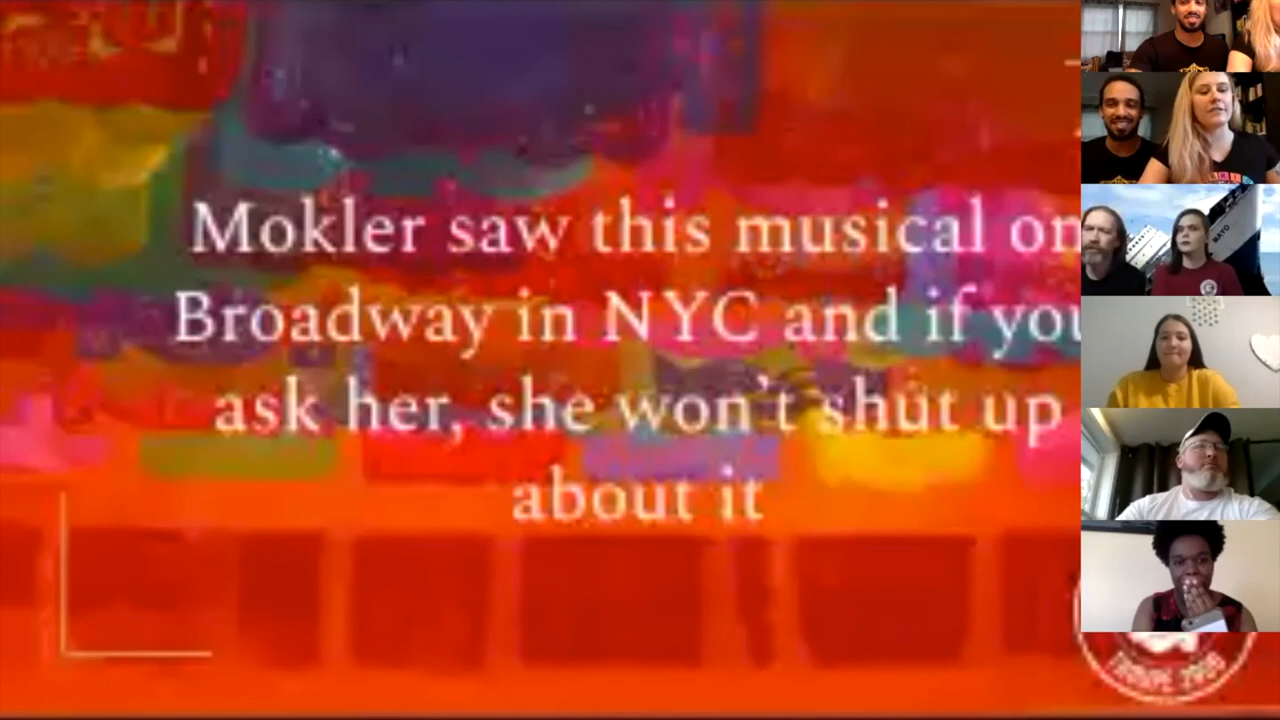 Mokler saw this musical on
Broadway in NYC and if you
ask her, she won't shut up
about it